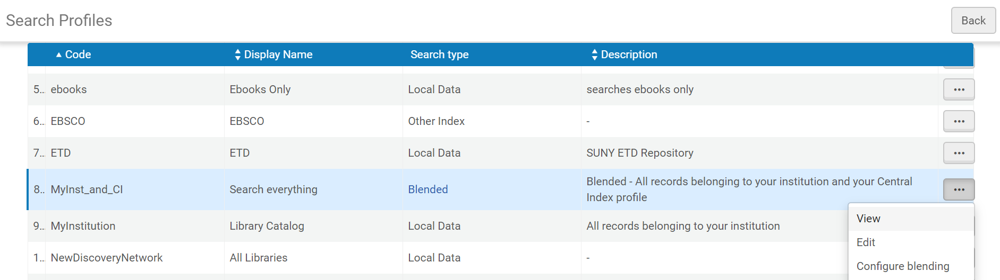 Search Profiles
Back
Code Display Name Search type Description
5... ebooks Ebooks Only Local Data searches ebooks only ...
6... EBSCO EBSCO Other Index - ...
7... ETD ETD Local Data SUNY ETD Repository ...
8.. MyInst_and_CI Search everything Blended Blended - All records belonging to your institution and your Central ...
Index profile
9... MyInstitution Library Catalog Local Data All records belonging to your institution
1... NewDiscoveryNetwork All Libraries Local Data -
View
Edit
Configure blending